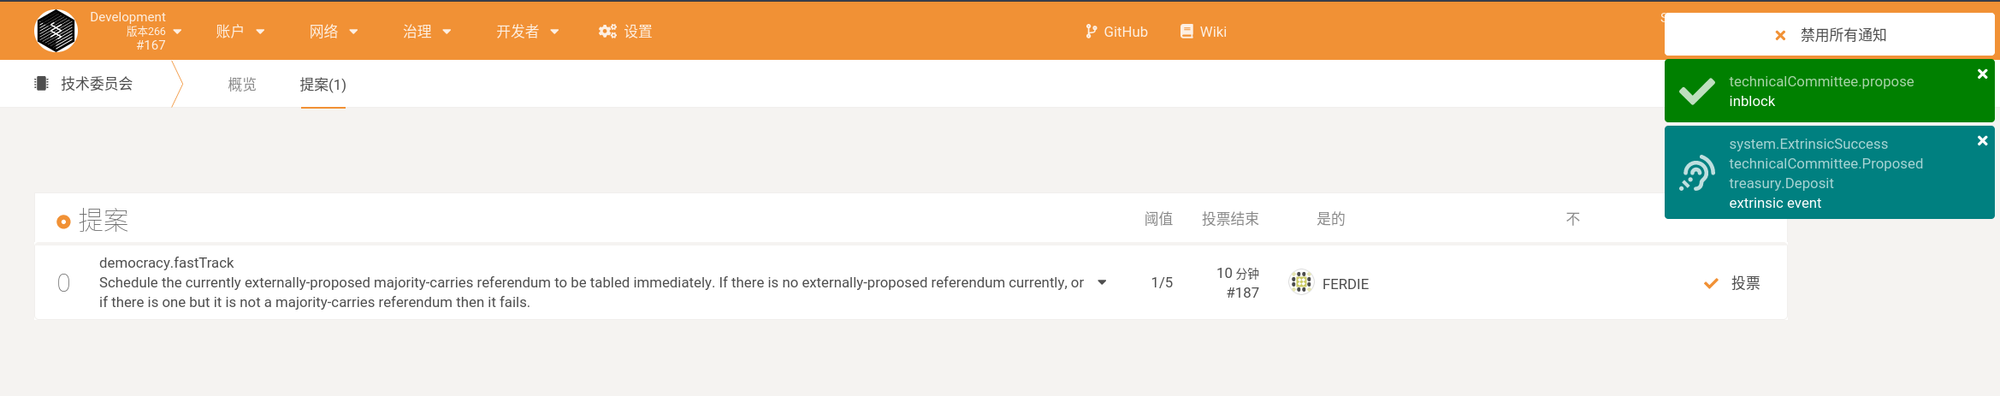 Development
版本266
#167
账户
网络
治理
开发者
设置
GitHub
Wiki
禁用所有通知
technicalCommittee.propose
inblock
system.ExtrinsicSuccess
technicalCommittee.Proposed
treasury.Deposit
extrinsic event
技术委员会
概览
提案(1)
提案
阈值
投票结束
是的
不
0
democracy.fastTrack
Schedule the currently externally-proposed majority-carries referendum to be tabled immediately. If there is no externally-proposed referendum currently, or
if there is one but it is not a majority-carries referendum then it fails.
1/5
10 分钟
#187
FERDIE
投票